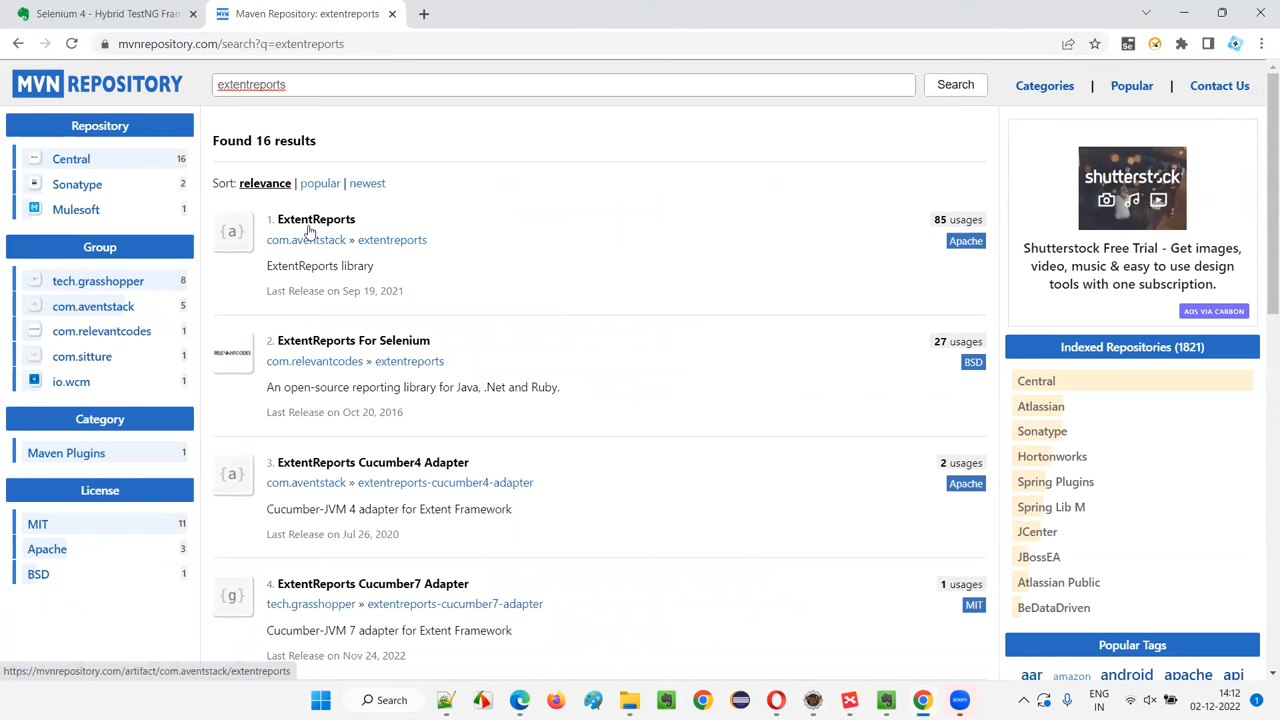 Selenium 4 - Hybrid TestNG Fran
Maven Repository: extentreports
mvnrepository.com/search?q=extentreports
MVN REPOSITORY
extentreports
Search
Categories | Popular | Contact Us
Repository
Central 16
Sonatype 2
Mulesoft 1
Group
tech.grasshopper 8
com.aventstack 5
com.relevantcodes 1
com.sitture 1
io.wcm 1
Category
Maven Plugins 1
License
MIT 11
Apache 3
BSD 1
Found 16 results
Sort: relevance | popular | newest
1. ExtentReports 85 usages
com.aventstack » extentreports Apache
ExtentReports library
Last Release on Sep 19, 2021
2. ExtentReports For Selenium 27 usages
RELEVANTCODES
com.relevantcodes » extentreports BSD
An open-source reporting library for Java, .Net and Ruby.
Last Release on Oct 20, 2016
3. ExtentReports Cucumber4 Adapter 2 usages
com.aventstack » extentreports-cucumber4-adapter Apache
Cucumber-JVM 4 adapter for Extent Framework
Last Release on Jul 26, 2020
4. ExtentReports Cucumber7 Adapter 1 usages
tech.grasshopper » extentreports-cucumber7-adapter MIT
Cucumber-JVM 7 adapter for Extent Framework
Last Release on Nov 24, 2022
{a}
{a}
{g}
shutterstock
Shutterstock Free Trial - Get images,
video, music & easy to use design
tools with one subscription.
ADS VIA CARBON
Indexed Repositories (1821)
Central
Atlassian
Sonatype
Hortonworks
Spring Plugins
Spring Lib M
JCenter
JBossEA
Atlassian Public
BeDataDriven
Popular Tags
aar amazon android apache api
https://mvnrepository.com/artifact/com.aventstack/extentreports
Search
ENG
IN
14:12
02-12-2022
1